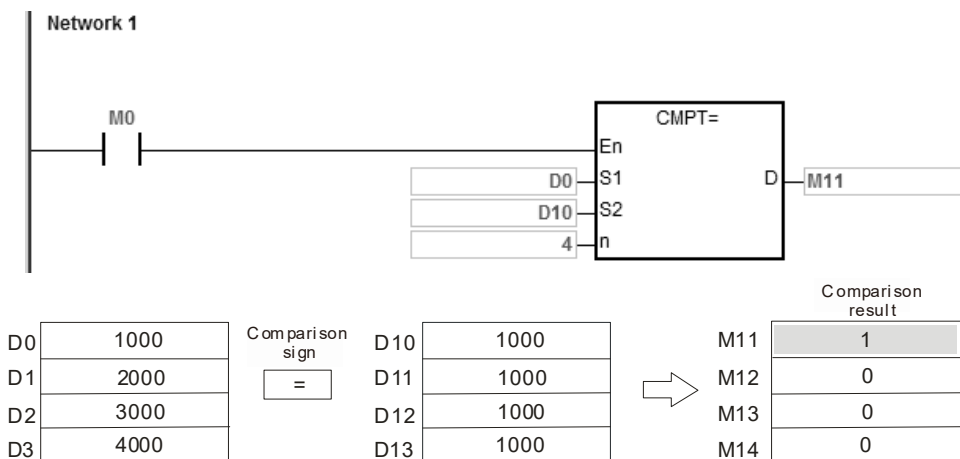 Network 1
M0
CMPT=
En
D0 S1 D M11
D10 S2
4 n
Comparison
result
Comparison
sign
D0 1000 D10 1000 M11 1
=
D1 2000 D11 1000 M12 0
D2 3000 D12 1000 M13 0
D3 4000 D13 1000 M14 0